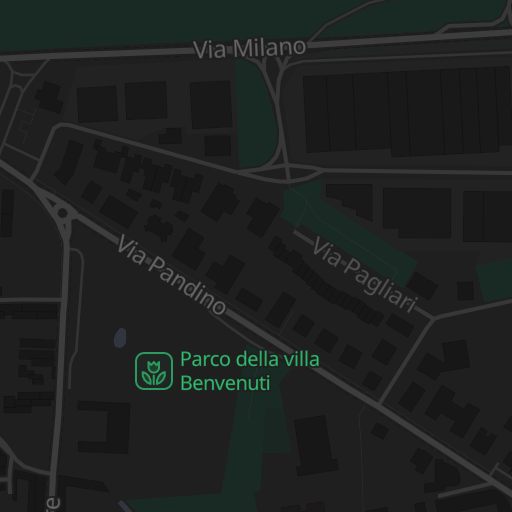 Via Milano
Via Pandino
Via Pagliari
Parco della villa
Benvenuti